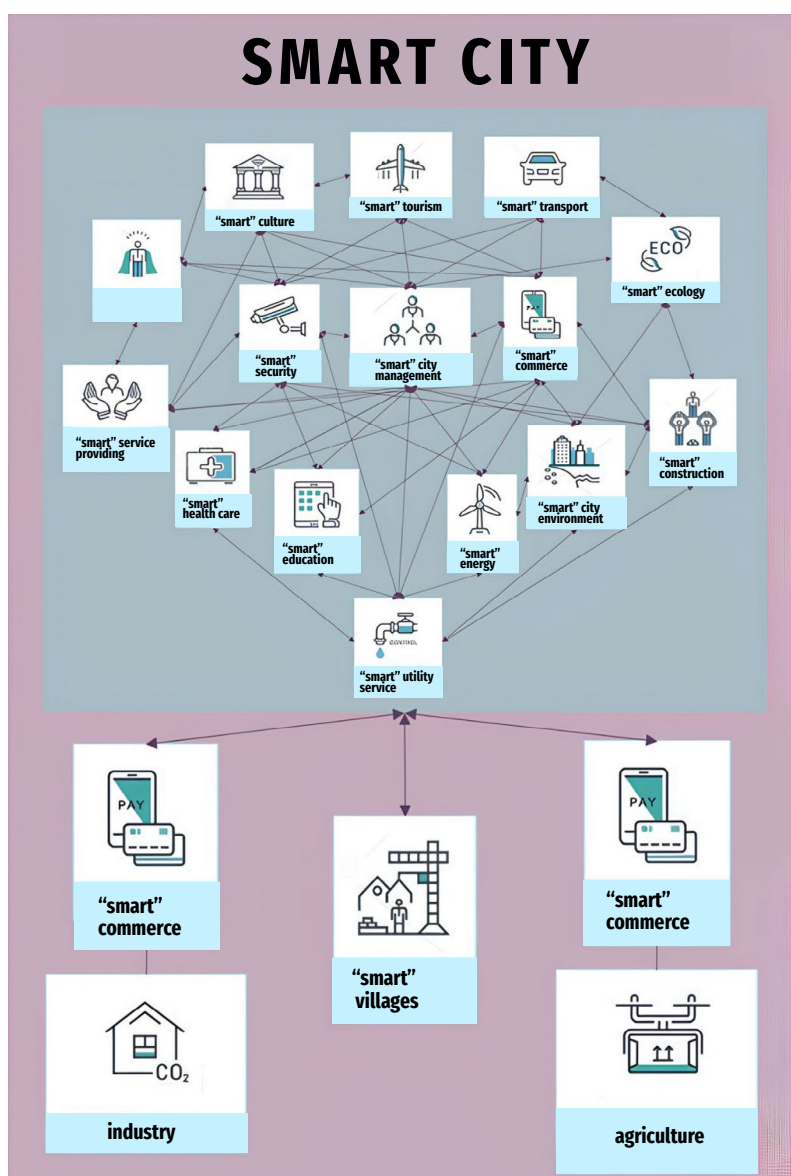 SMART CITY
“smart” culture
“smart” tourism
“smart” transport
ECO
“smart” ecology
PAY
“smart”
security
“smart” city
management
“smart”
commerce
“smart” service
providing
“smart”
health care
“smart”
education
“smart”
energy
“smart” city
environment
“smart”
construction
CONTROL
“smart” utility
service
PAY
“smart”
commerce
“smart”
villages
PAY
“smart”
commerce
CO₂
industry
agriculture